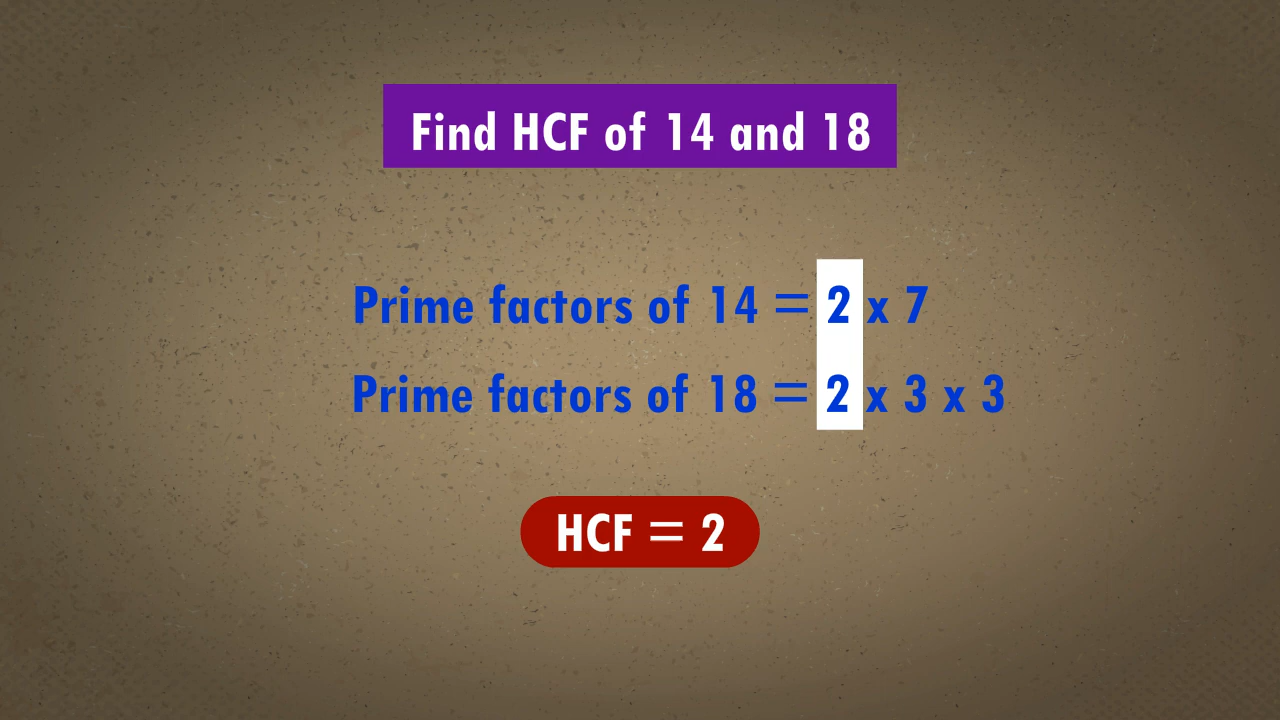 Find HCF of 14 and 18
Prime factors of 14 = 2 x 7
Prime factors of 18 = 2 x 3 x 3
HCF = 2